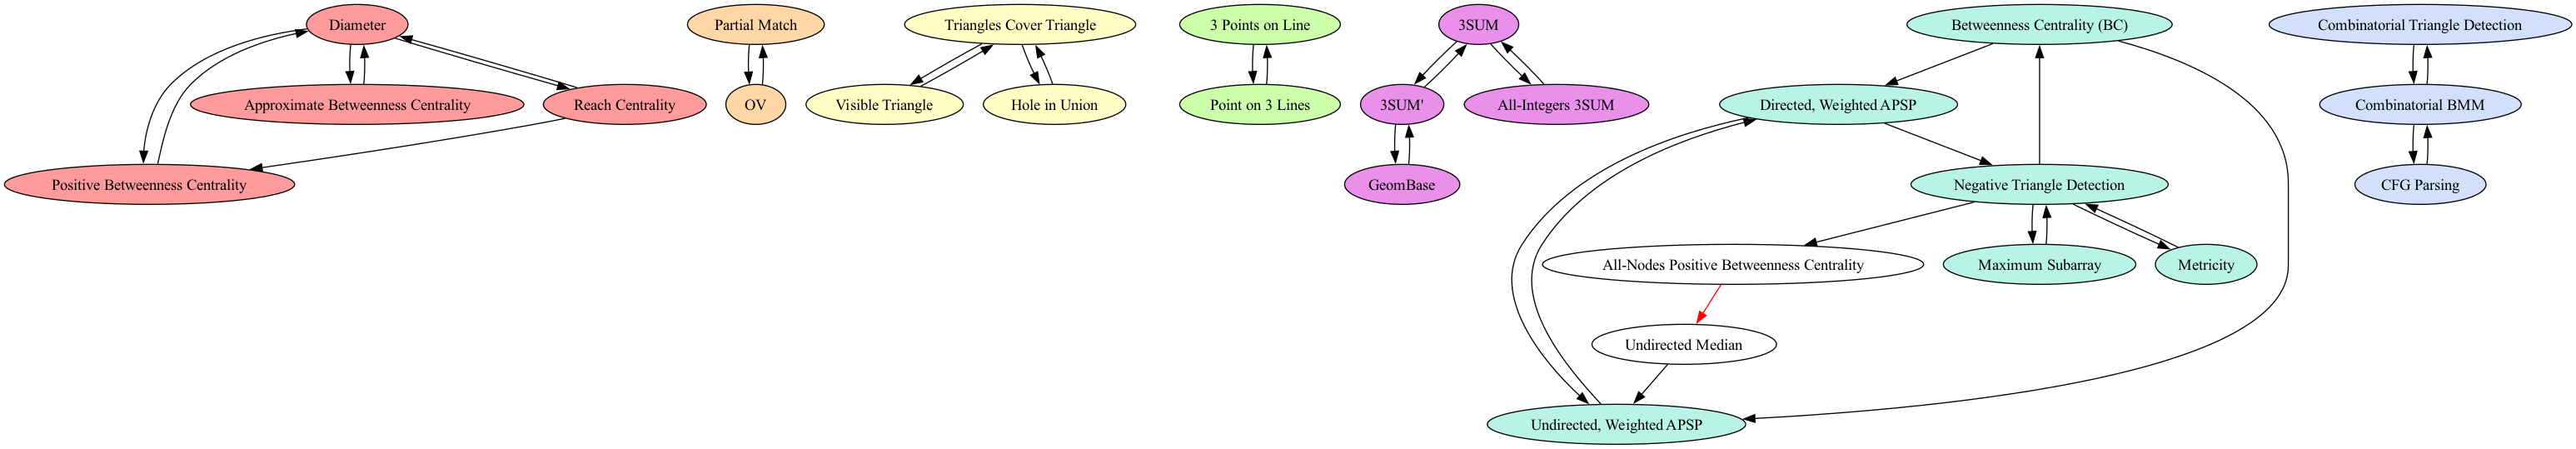 Diameter
Partial Match
Triangles Cover Triangle
3 Points on Line
3SUM
Betweenness Centrality (BC)
Combinatorial Triangle Detection
Approximate Betweenness Centrality
Reach Centrality
OV
Visible Triangle
Hole in Union
Point on 3 Lines
3SUM'
All-Integers 3SUM
Directed, Weighted APSP
Combinatorial BMM
Positive Betweenness Centrality
GeomBase
Negative Triangle Detection
CFG Parsing
All-Nodes Positive Betweenness Centrality
Maximum Subarray
Metricity
Undirected Median
Undirected, Weighted APSP